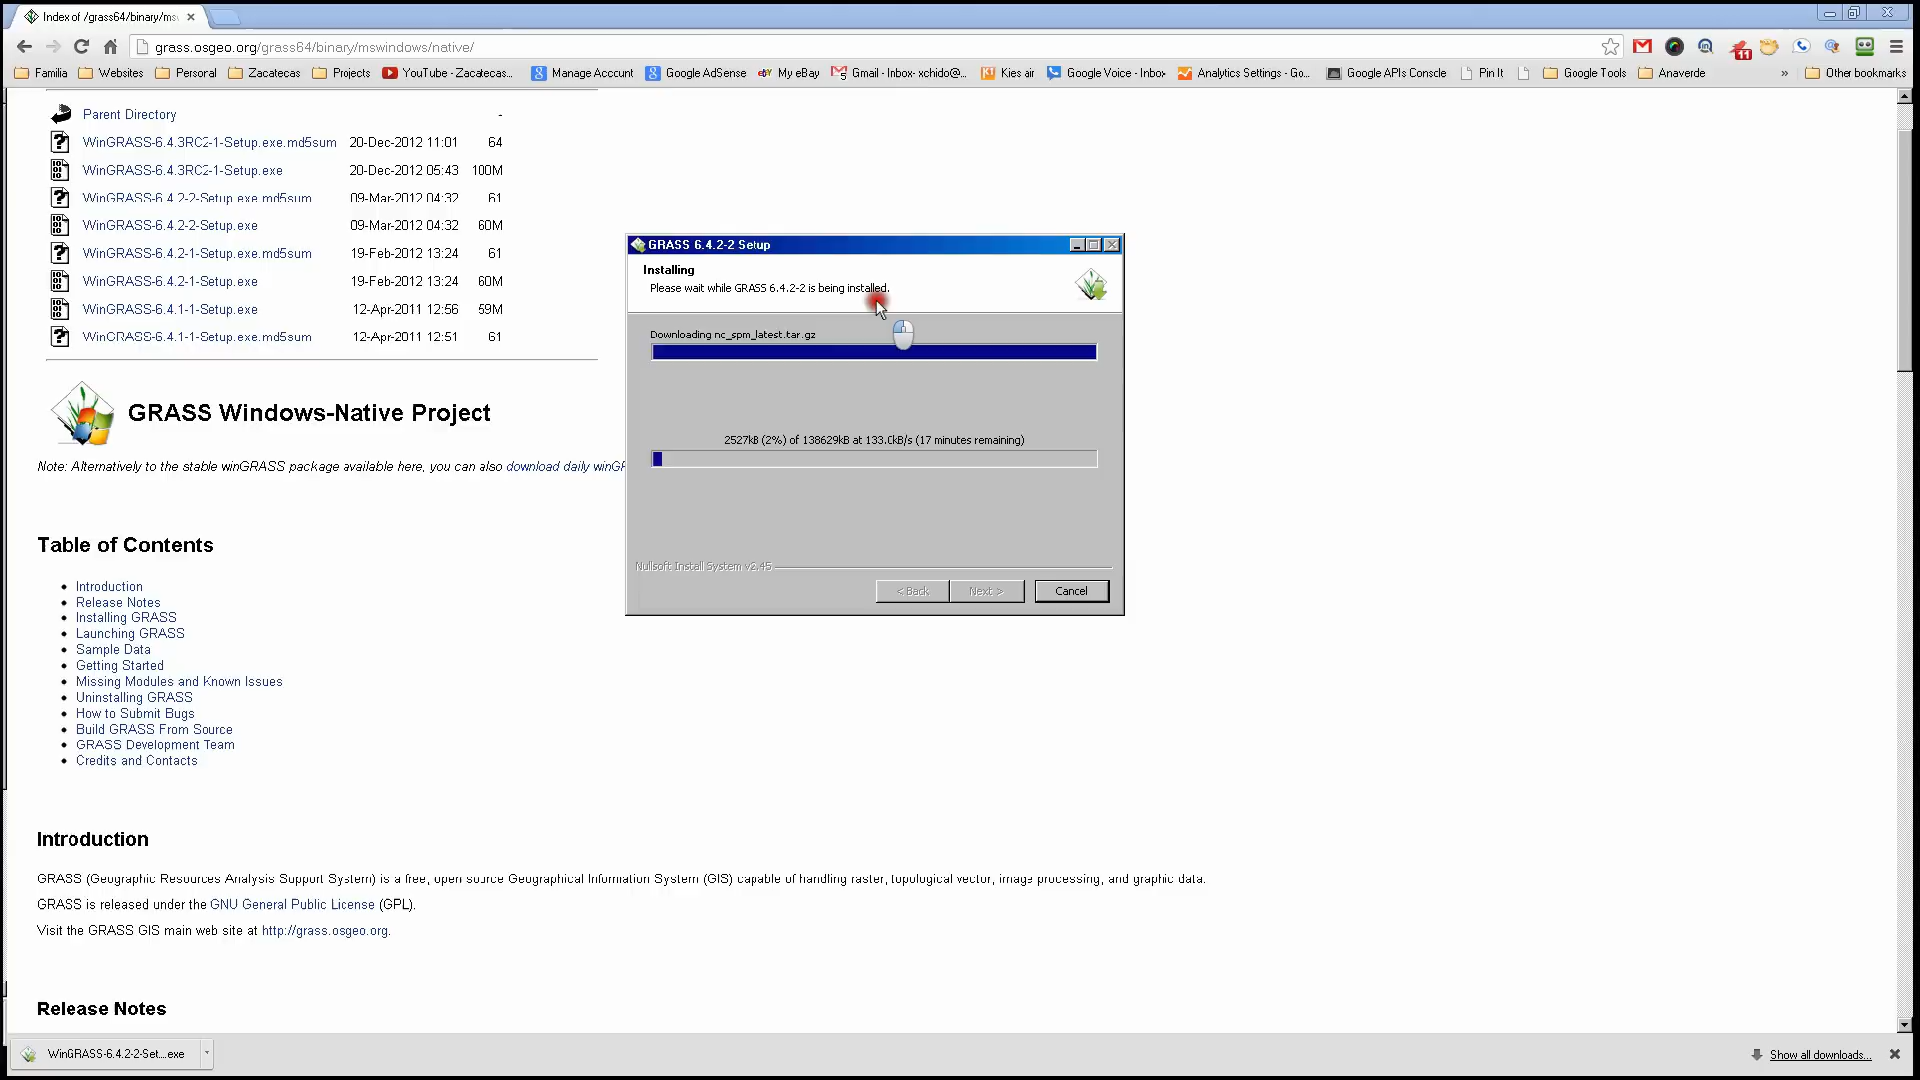 Index of /grass64/binary/ms
grass.osgeo.org/grass64/binary/mswindows/native/
11
Familia Websites Personal Zacatecas Projects YouTube - Zacatecas... Manage Account Google AdSense My eBay Gmail - Inbox- xchido@... Kies air Google Voice - Inbox Analytics Settings - Go... Google APIs Console Pin It Google Tools Anaverde » Other bookmarks
Parent Directory -
WinGRASS-6.4.3RC2-1-Setup.exe.md5sum 20-Dec-2012 11:01 64
WinGRASS-6.4.3RC2-1-Setup.exe 20-Dec-2012 05:43 100M
WinGRASS-6.4.2-2-Setup.exe.md5sum 09-Mar-2012 04:32 61
WinGRASS-6.4.2-2-Setup.exe 09-Mar-2012 04:32 60M
WinGRASS-6.4.2-1-Setup.exe.md5sum 19-Feb-2012 13:24 61
WinGRASS-6.4.2-1-Setup.exe 19-Feb-2012 13:24 60M
WinGRASS-6.4.1-1-Setup.exe 12-Apr-2011 12:56 59M
WinGRASS-6.4.1-1-Setup.exe.md5sum 12-Apr-2011 12:51 61
GRASS Windows-Native Project
Note: Alternatively to the stable winGRASS package available here, you can also download daily winGR
GRASS 6.4.2-2 Setup
Installing
Please wait while GRASS 6.4.2-2 is being installed.
Downloading nc_spm_latest.tar.gz
2527kB (2%) of 138629kB at 133.0kB/s (17 minutes remaining)
Nullsoft Install System v2.45
< Back Next > Cancel
Table of Contents
Introduction
Release Notes
Installing GRASS
Launching GRASS
Sample Data
Getting Started
Missing Modules and Known Issues
Uninstalling GRASS
How to Submit Bugs
Build GRASS From Source
GRASS Development Team
Credits and Contacts
Introduction
GRASS (Geographic Resources Analysis Support System) is a free, open source Geographical Information System (GIS) capable of handling raster, topological vector, image processing, and graphic data.
GRASS is released under the GNU General Public License (GPL).
Visit the GRASS GIS main web site at http://grass.osgeo.org.
Release Notes
WinGRASS-6.4.2-2-Set....exe
Show all downloads...